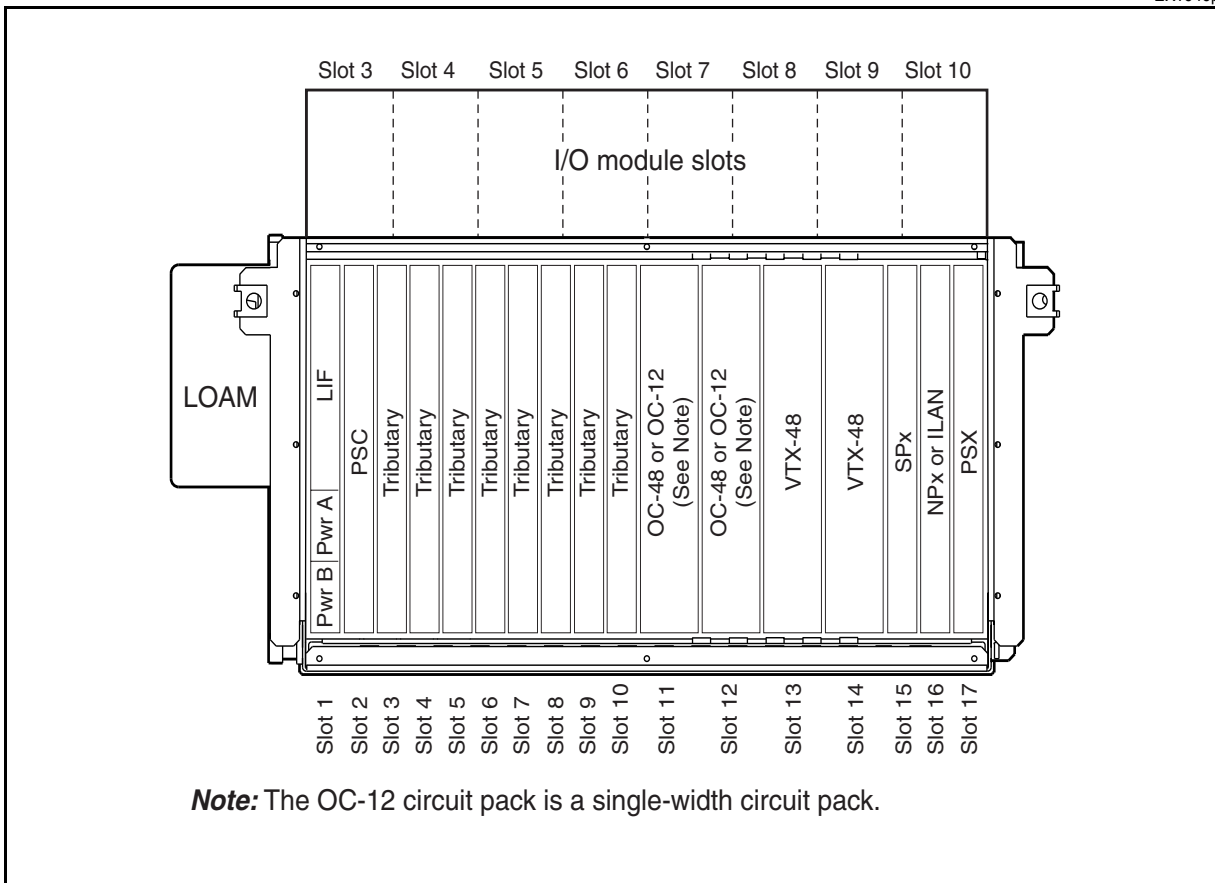 Slot 3 Slot 4 Slot 5 Slot 6 Slot 7 Slot 8 Slot 9 Slot 10
I/O module slots
LOAM
LIF
Pwr A
Pwr B
PSC
Tributary
Tributary
Tributary
Tributary
Tributary
Tributary
Tributary
Tributary
OC-48 or OC-12
(See Note)
OC-48 or OC-12
(See Note)
VTX-48
VTX-48
SPx
NPx or ILAN
PSX
Slot 1
Slot 2
Slot 3
Slot 4
Slot 5
Slot 6
Slot 7
Slot 8
Slot 9
Slot 10
Slot 11
Slot 12
Slot 13
Slot 14
Slot 15
Slot 16
Slot 17
Note: The OC-12 circuit pack is a single-width circuit pack.